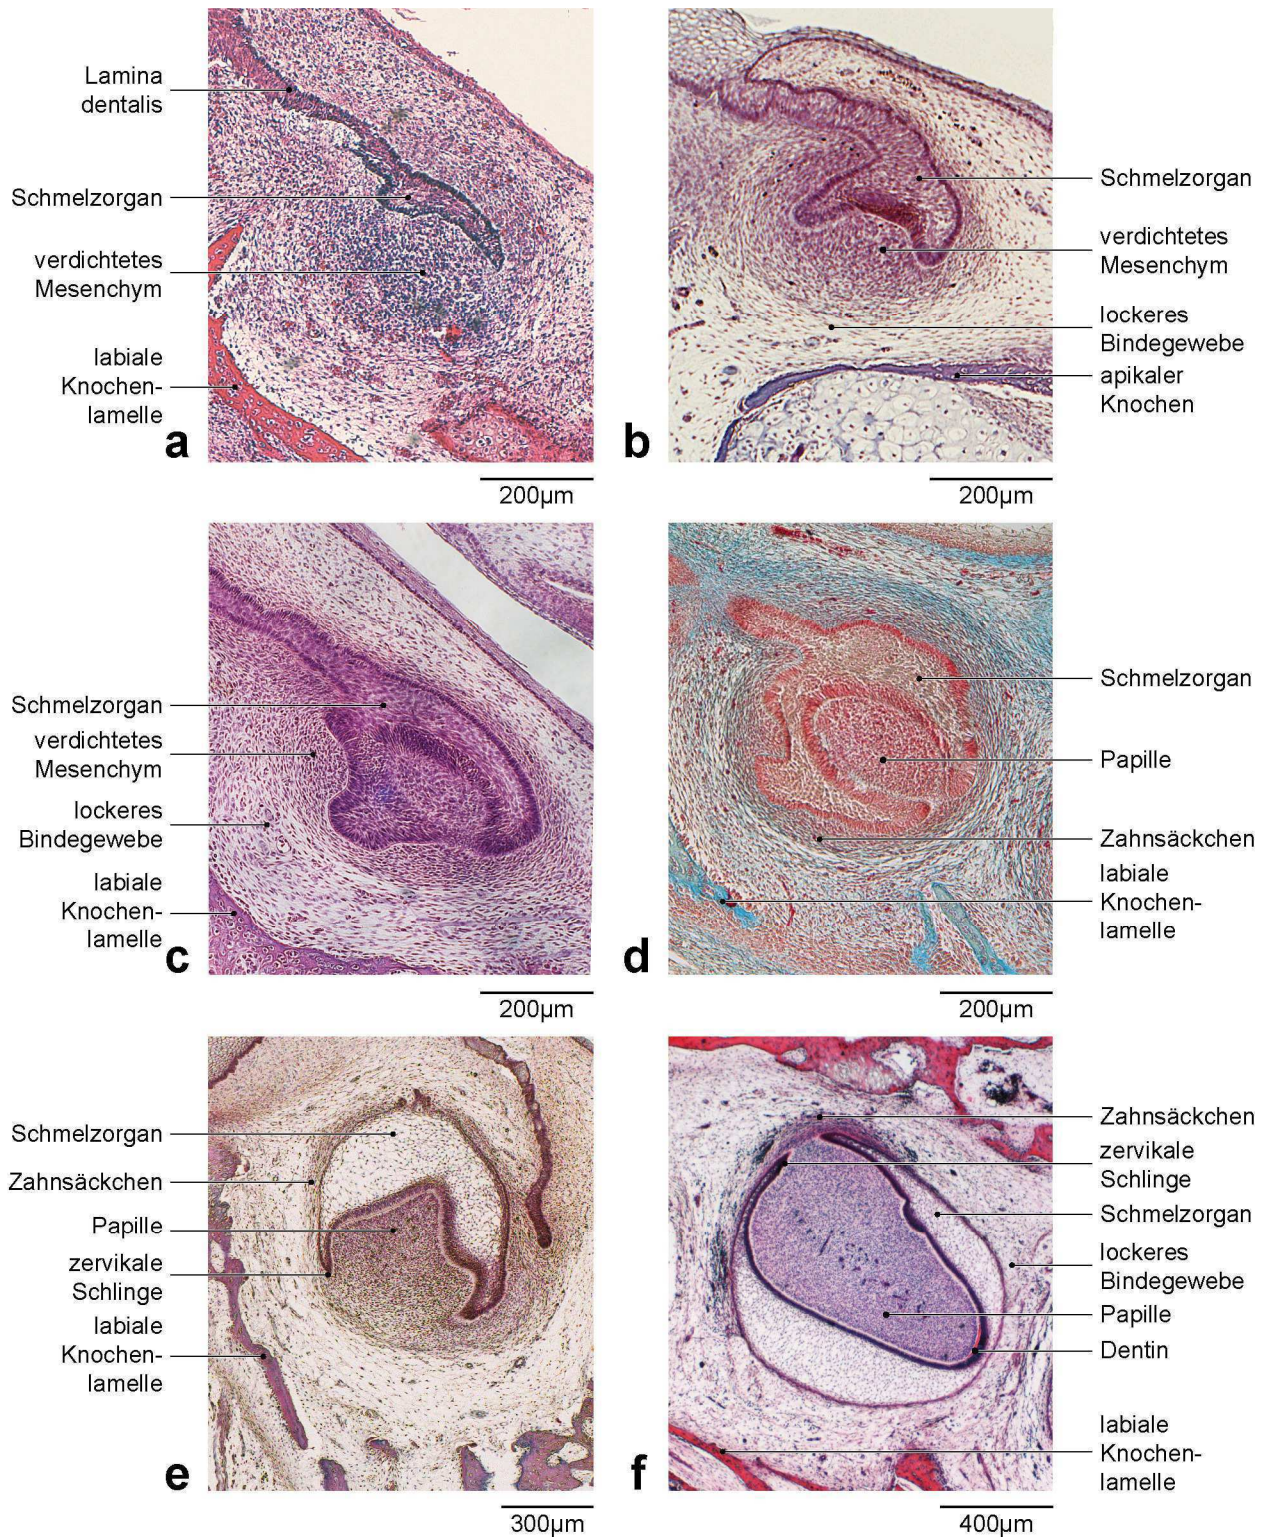 Lamina
dentalis
Schmelzorgan
verdichtetes
Mesenchym
labiale
Knochen-
lamelle
a
200µm
Schmelzorgan
verdichtetes
Mesenchym
lockeres
Bindegewebe
apikaler
Knochen
b
200µm
Schmelzorgan
verdichtetes
Mesenchym
lockeres
Bindegewebe
labiale
Knochen-
lamelle
c
200µm
Schmelzorgan
Papille
Zahnsäckchen
labiale
Knochen-
lamelle
d
200µm
Schmelzorgan
Zahnsäckchen
Papille
zervikale
Schlinge
labiale
Knochen-
lamelle
e
300µm
Zahnsäckchen
zervikale
Schlinge
Schmelzorgan
lockeres
Bindegewebe
Papille
Dentin
labiale
Knochen-
lamelle
f
400µm